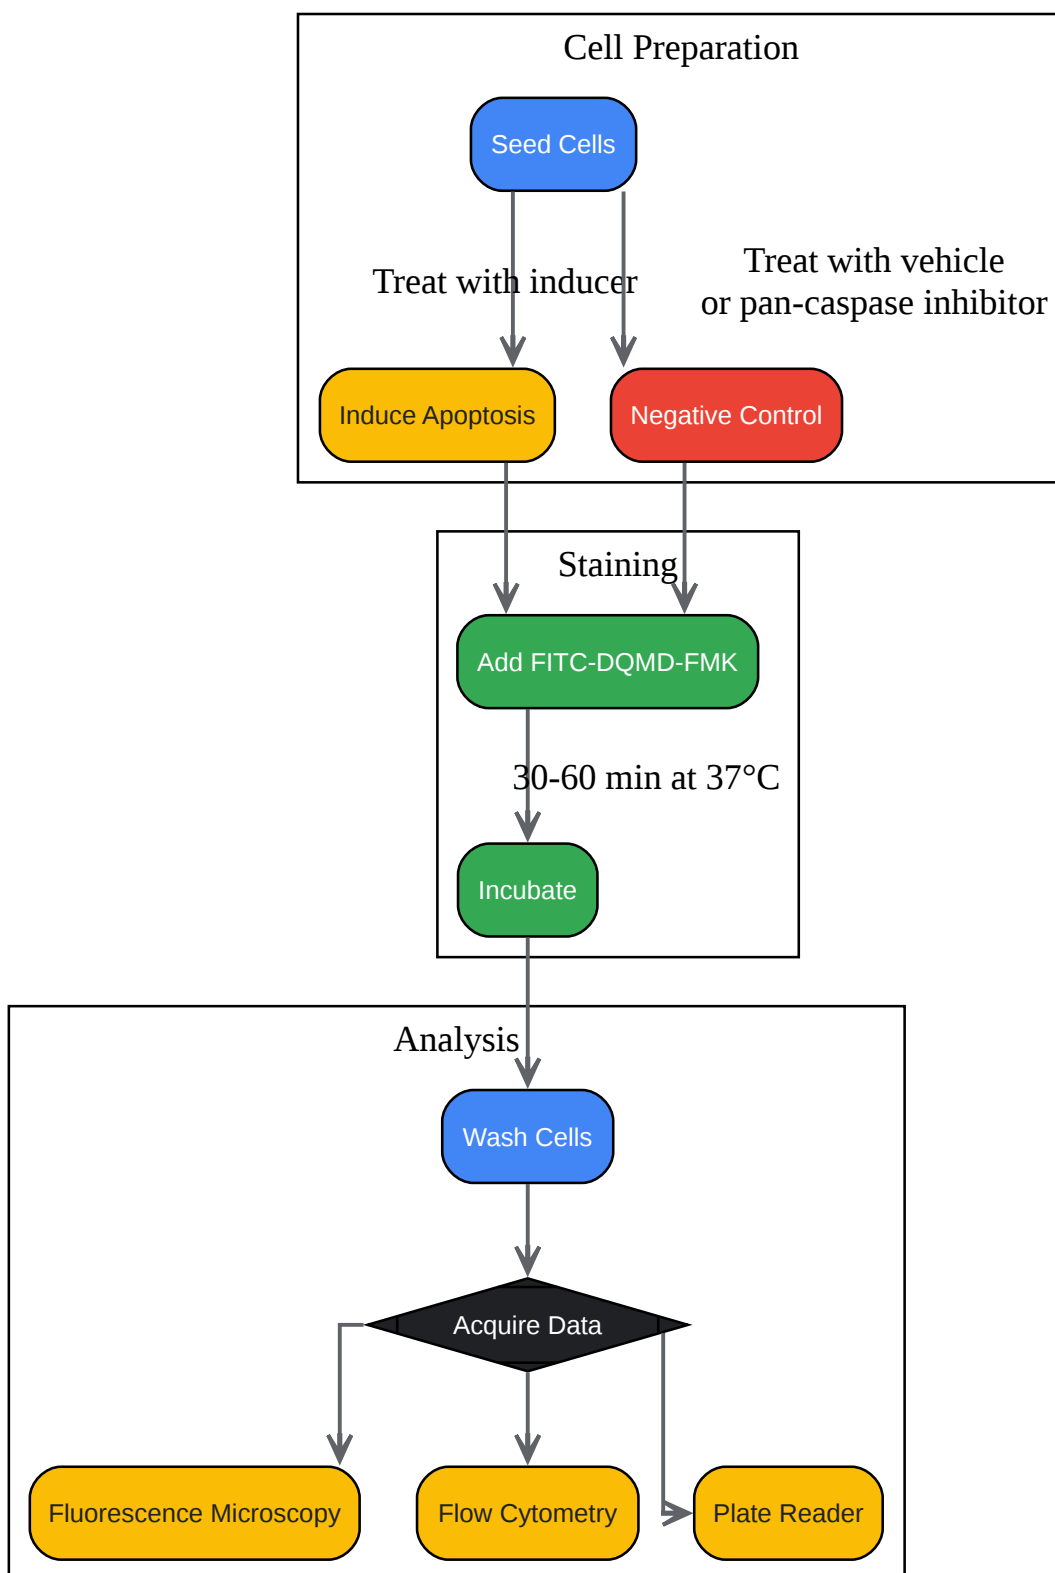 Cell Preparation
Seed Cells
Treat with inducer
Treat with vehicle
or pan-caspase inhibitor
Induce Apoptosis
Negative Control
Staining
Add FITC-DQMD-FMK
30-60 min at 37°C
Incubate
Analysis
Wash Cells
Acquire Data
Fluorescence Microscopy
Flow Cytometry
Plate Reader